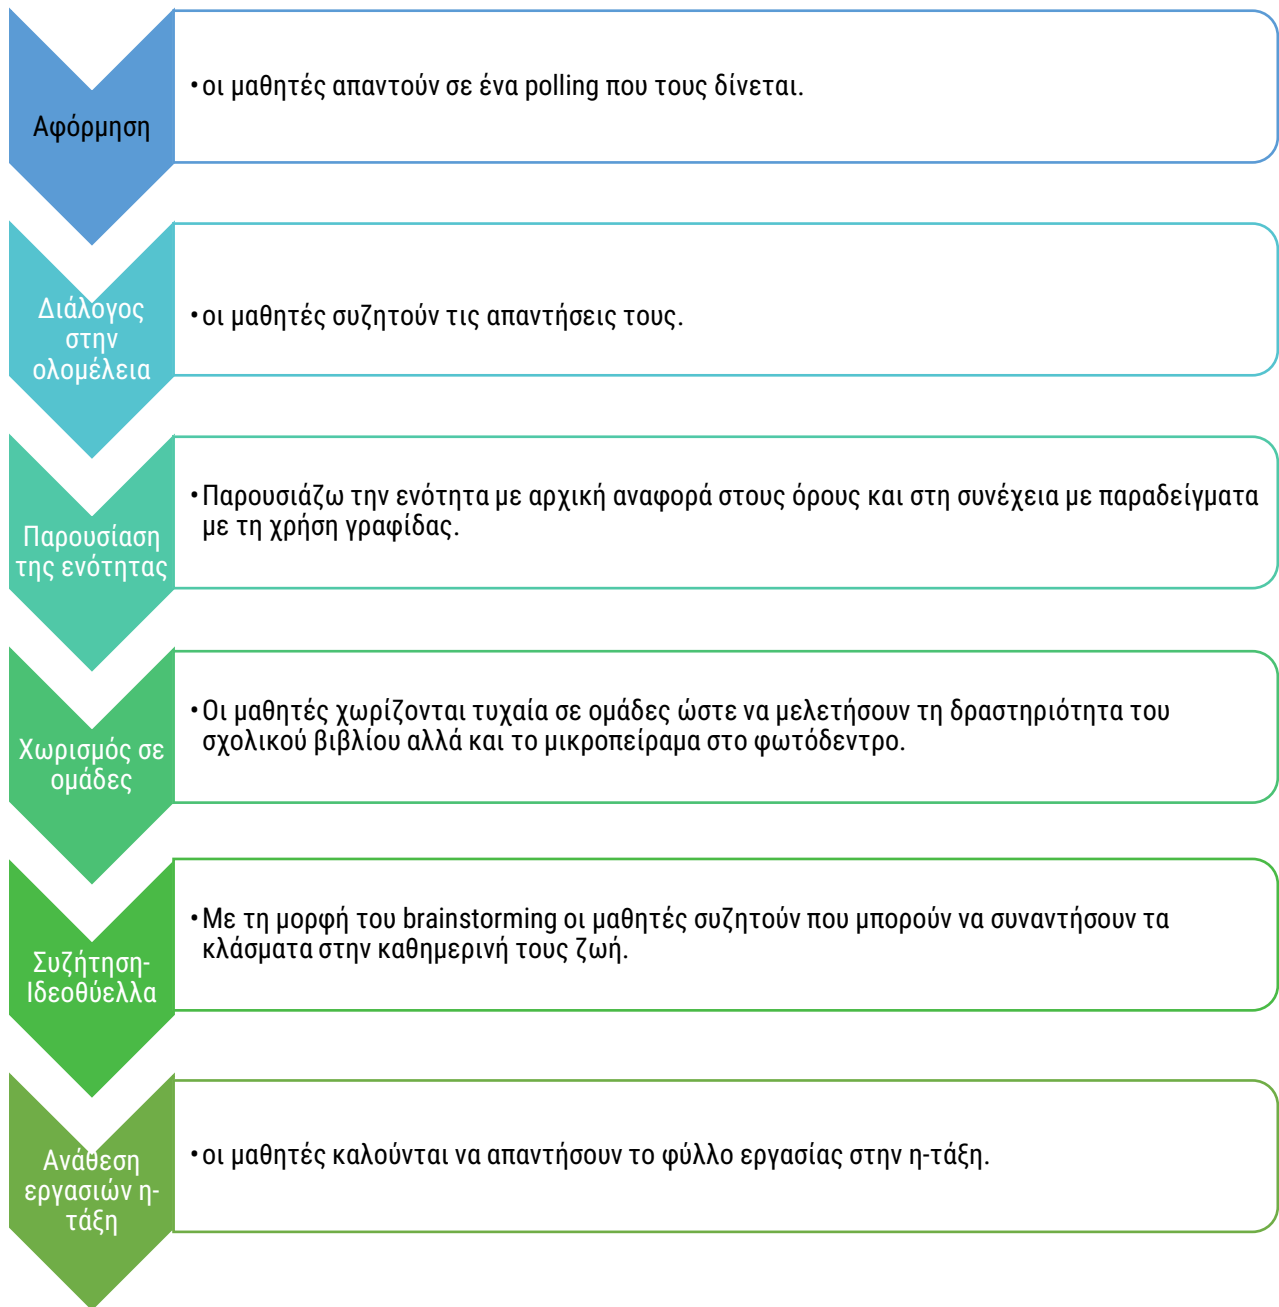 Αφόρμηση
•οι μαθητές απαντούν σε ένα polling που τους δίνεται.
Διάλογος
στην
ολομέλεια
•οι μαθητές συζητούν τις απαντήσεις τους.
Παρουσίαση
της ενότητας
•Παρουσιάζω την ενότητα με αρχική αναφορά στους όρους και στη συνέχεια με παραδείγματα
με τη χρήση γραφίδας.
Χωρισμός σε
ομάδες
•Οι μαθητές χωρίζονται τυχαία σε ομάδες ώστε να μελετήσουν τη δραστηριότητα του
σχολικού βιβλίου αλλά και το μικροπείραμα στο φωτόδεντρο.
Συζήτηση-
Ιδεοθύελλα
•Με τη μορφή του brainstorming οι μαθητές συζητούν που μπορούν να συναντήσουν τα
κλάσματα στην καθημερινή τους ζωή.
Ανάθεση
εργασιών η-
τάξη
•οι μαθητές καλούνται να απαντήσουν το φύλλο εργασίας στην η-τάξη.